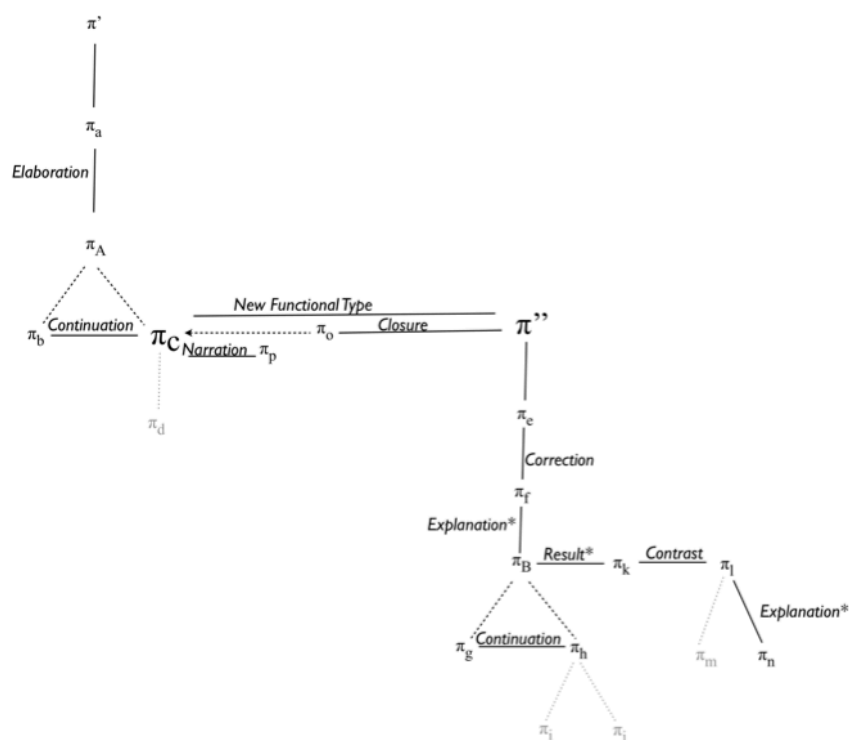 π'
πa
Elaboration
πA
New Functional Type
πb Continuation πC πo Closure π''
Narration πp
πd
πe
Correction
πf
Explanation*
πB Result* πk Contrast πl
Explanation*
πg Continuation πh πm πn
πi πi